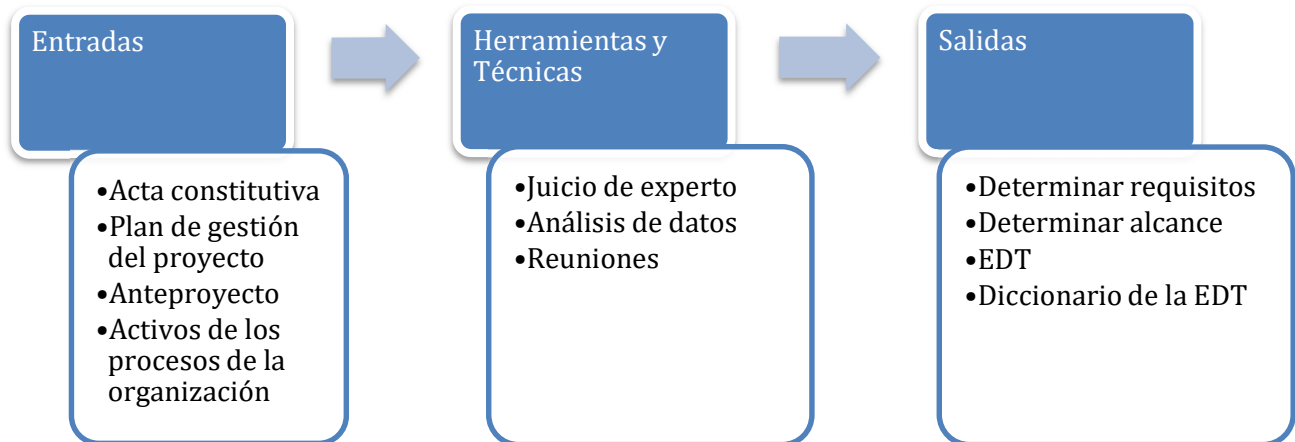 Entradas
•Acta constitutiva
•Plan de gestión
del proyecto
•Anteproyecto
•Activos de los
procesos de la
organización
Herramientas y
Técnicas
•Juicio de experto
•Análisis de datos
•Reuniones
Salidas
•Determinar requisitos
•Determinar alcance
•EDT
•Diccionario de la EDT